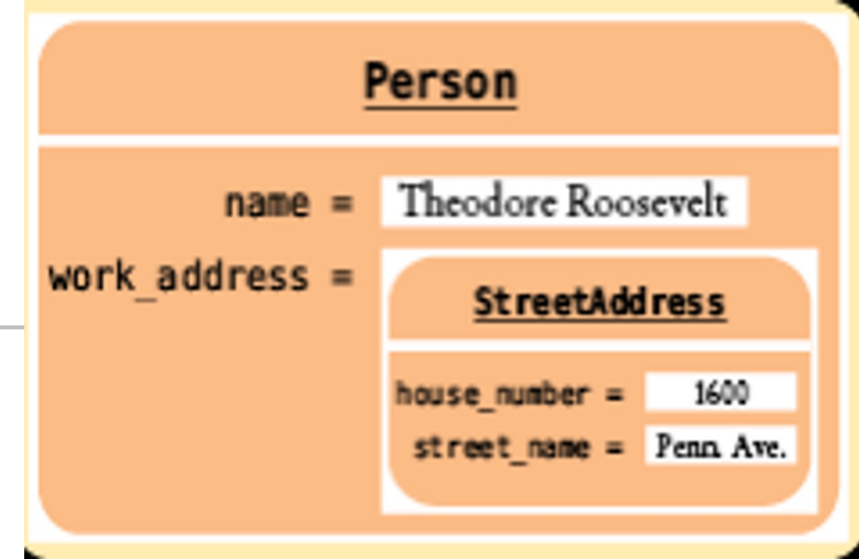 Person
name = Theodore Roosevelt
work_address =
StreetAddress
house_number = 1600
street_name = Penn Ave.